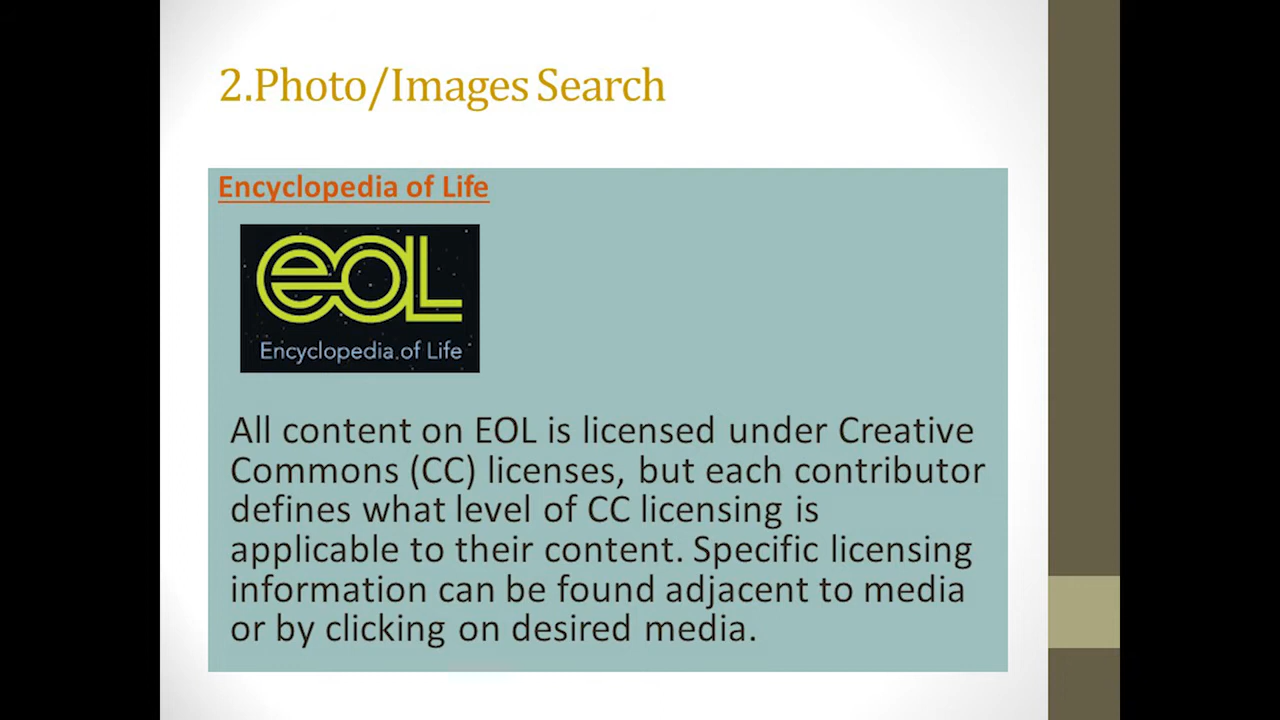 2.Photo/Images Search
Encyclopedia of Life
eOL
Encyclopedia of Life
All content on EOL is licensed under Creative
Commons (CC) licenses, but each contributor
defines what level of CC licensing is
applicable to their content. Specific licensing
information can be found adjacent to media
or by clicking on desired media.